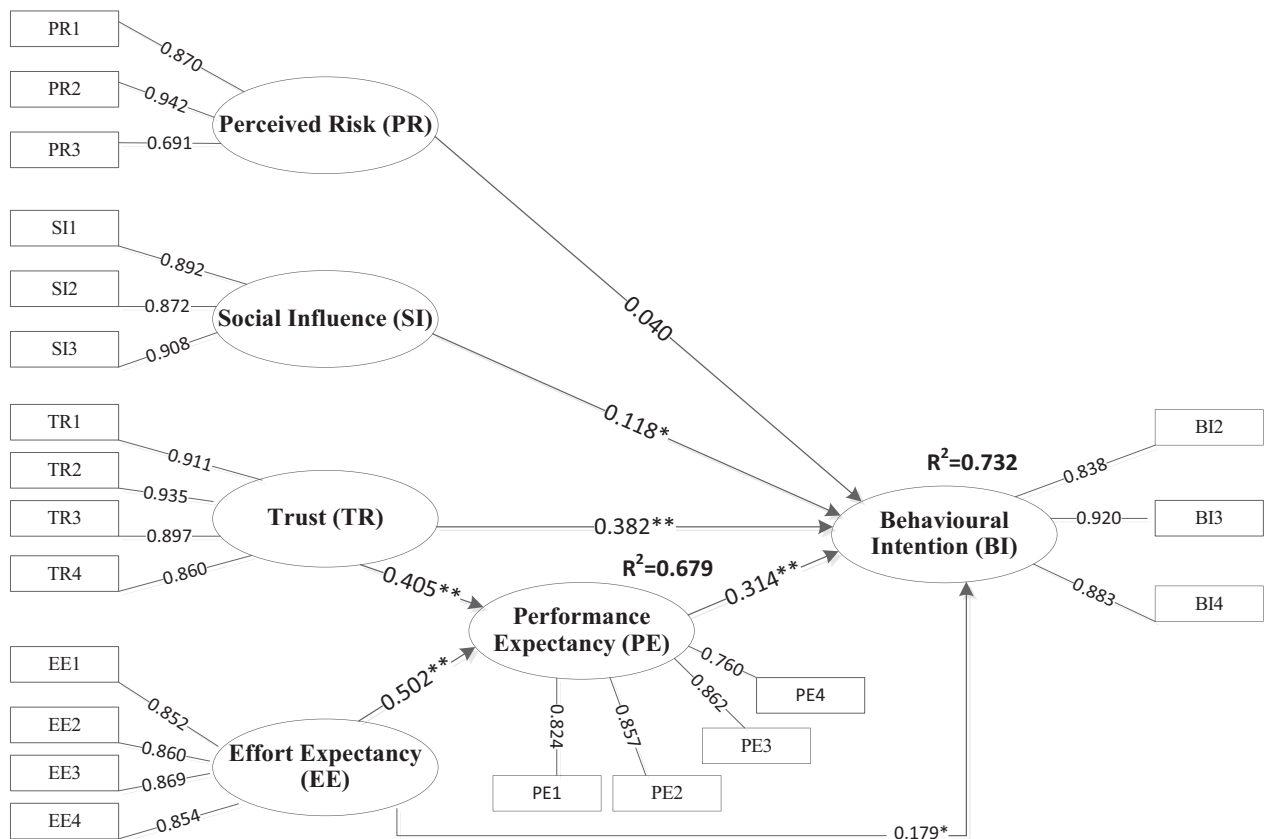 PR1
0.870
PR2
0.942
PR3
0.691
Perceived Risk (PR)
SI1
0.892
SI2
0.872
SI3
0.908
Social Influence (SI)
0.040
0.118*
TR1
0.911
TR2
0.935
TR3
0.897
TR4
0.860
Trust (TR)
0.382**
0.405**
R²=0.679
0.314**
R²=0.732
Behavioural
Intention (BI)
0.838
BI2
0.920
BI3
0.883
BI4
Performance
Expectancy (PE)
0.502**
0.824
0.857
0.862
0.760
PE1
PE2
PE3
PE4
EE1
0.852
EE2
0.860
EE3
0.869
EE4
0.854
Effort Expectancy
(EE)
0.179*